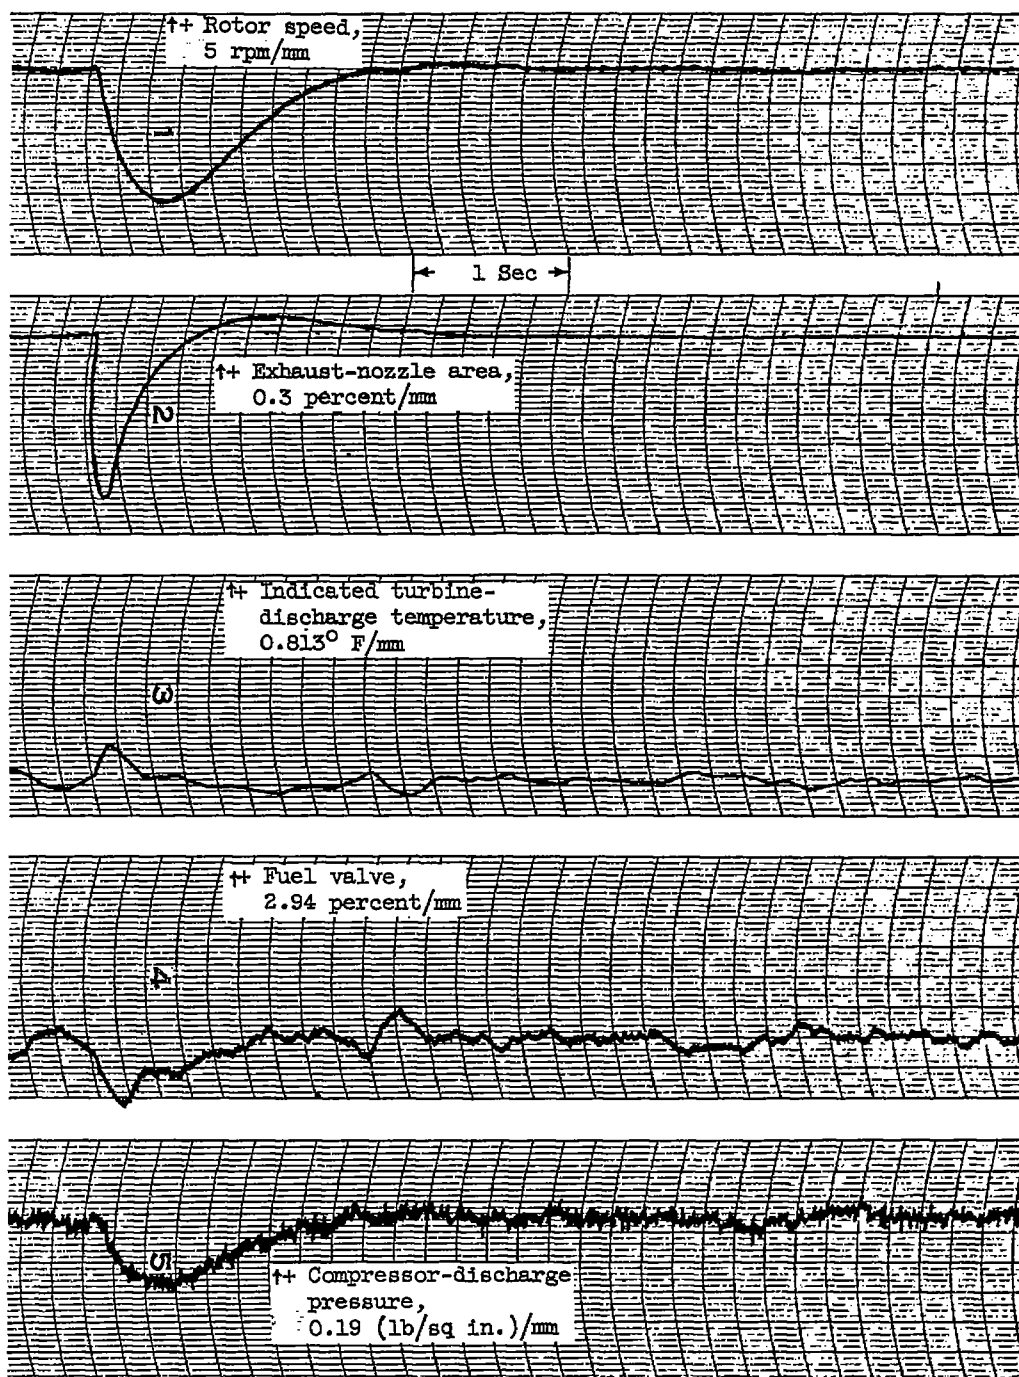 ↑+ Rotor speed,
5 rpm/mm
1
1 Sec
↑+ Exhaust-nozzle area,
0.3 percent/mm
2
↑+ Indicated turbine-
discharge temperature,
0.813° F/mm
3
↑+ Fuel valve,
2.94 percent/mm
4
5
↑+ Compressor-discharge
pressure,
0.19 (lb/sq in.)/mm